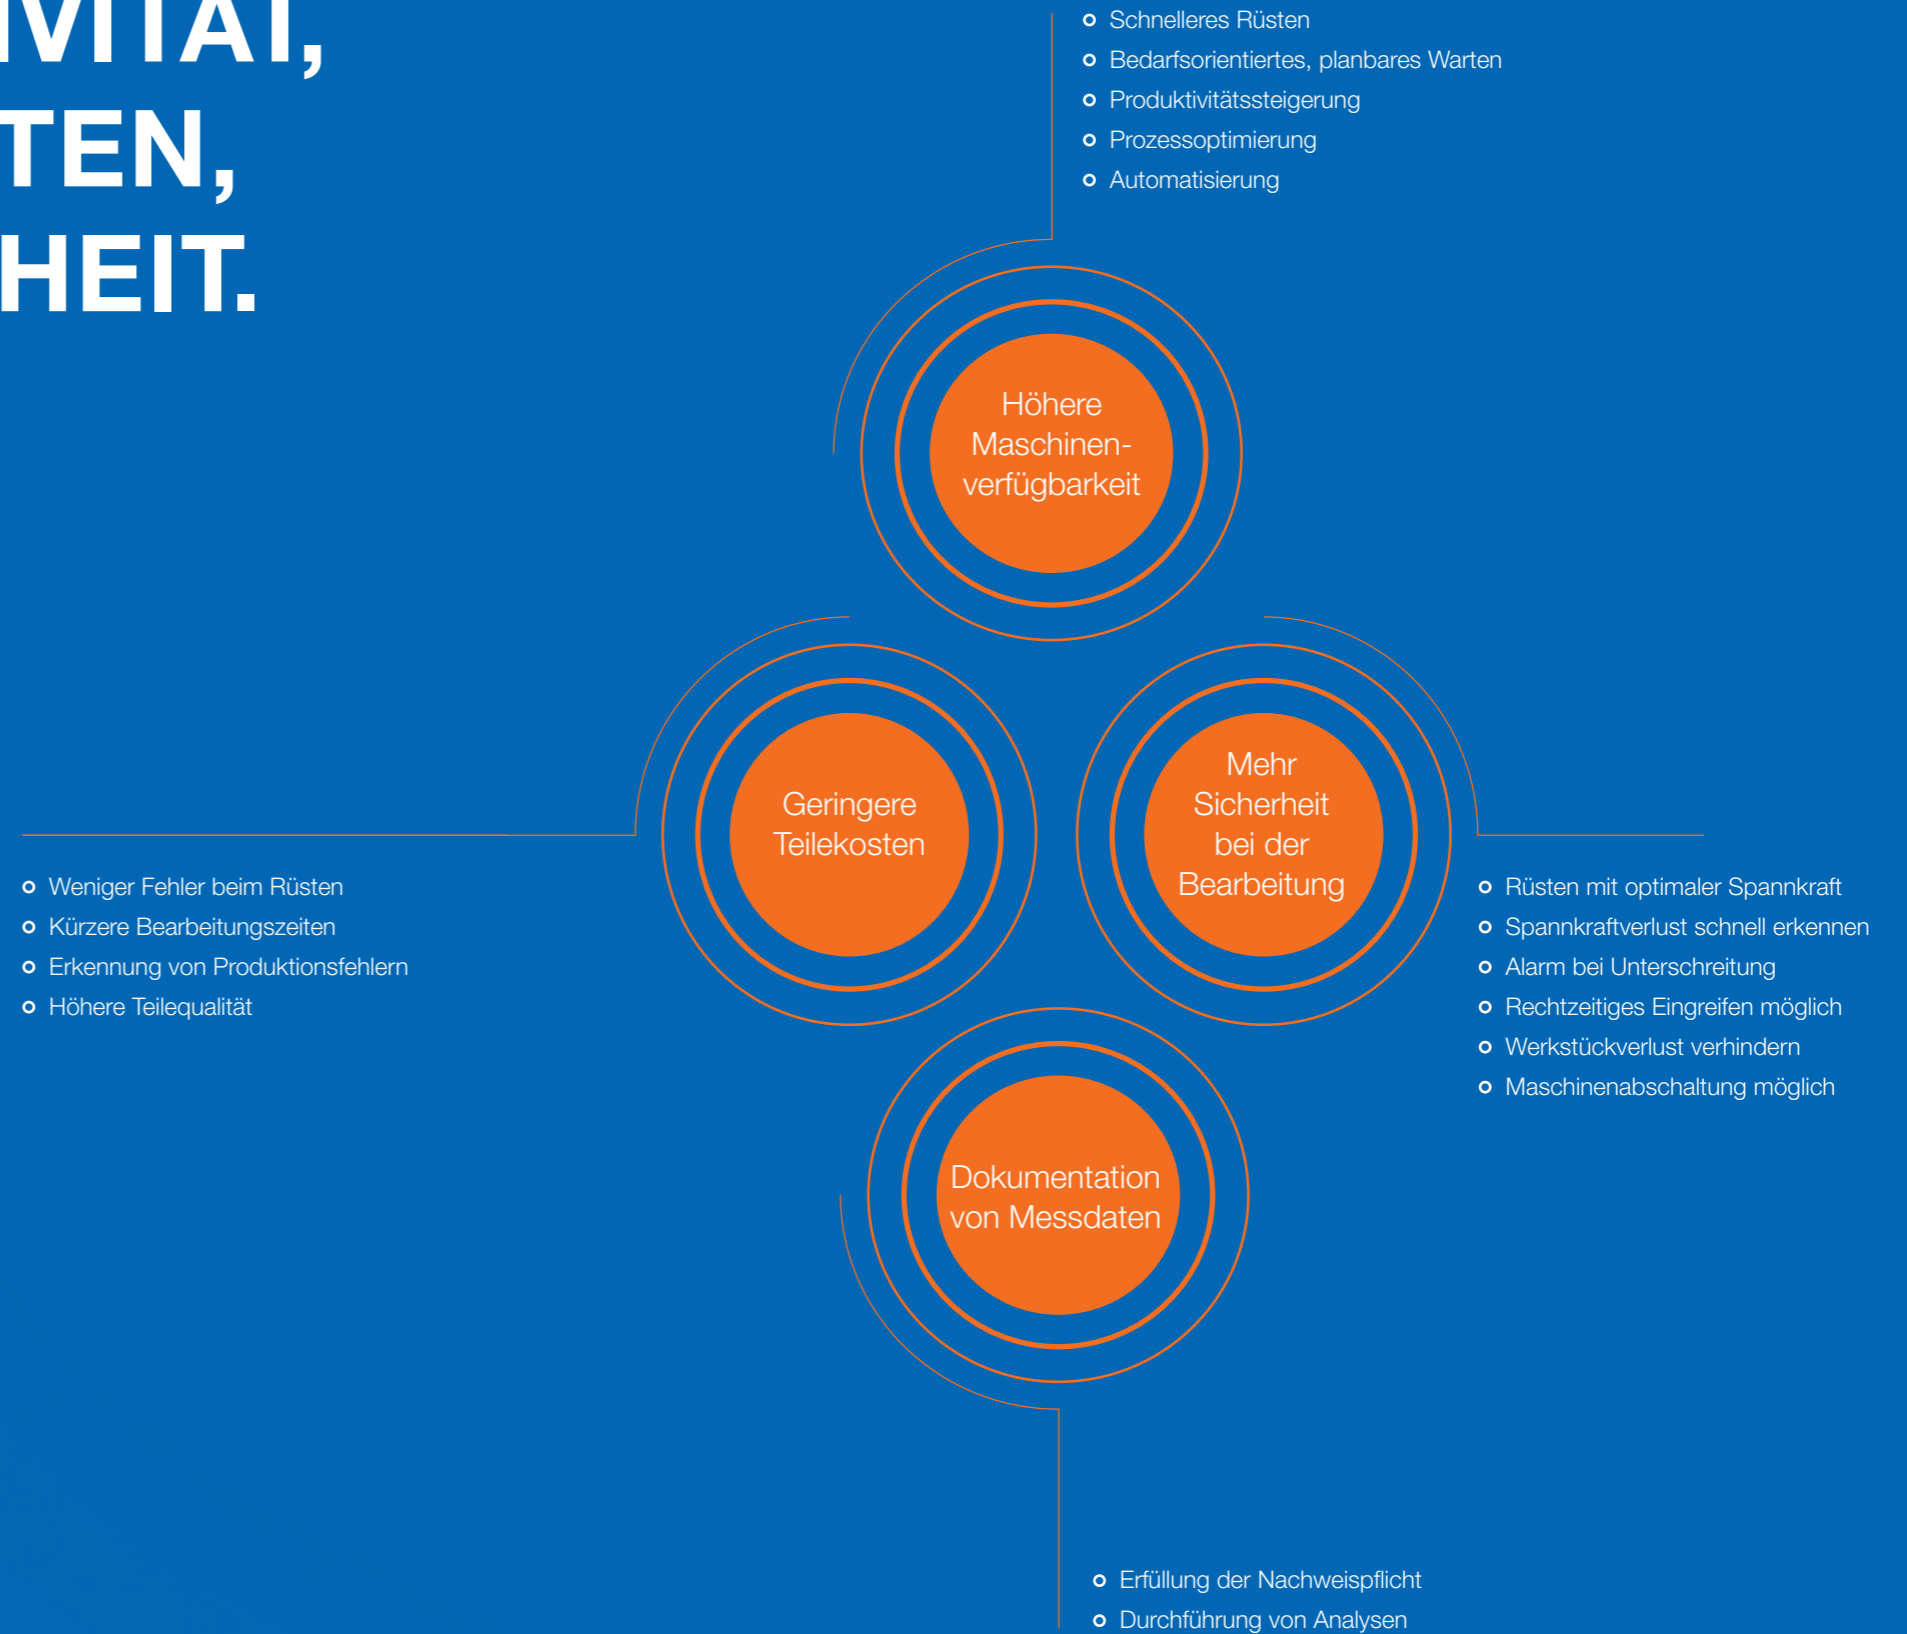 IVITÄT,
TEN,
HEIT.
Schnelleres Rüsten
Bedarfsorientiertes, planbares Warten
Produktivitätssteigerung
Prozessoptimierung
Automatisierung
Höhere
Maschinen-
verfügbarkeit
Geringere
Teilekosten
Weniger Fehler beim Rüsten
Kürzere Bearbeitungszeiten
Erkennung von Produktionsfehlern
Höhere Teilequalität
Mehr
Sicherheit
bei der
Bearbeitung
Rüsten mit optimaler Spannkraft
Spannkraftverlust schnell erkennen
Alarm bei Unterschreitung
Rechtzeitiges Eingreifen möglich
Werkstückverlust verhindern
Maschinenabschaltung möglich
Dokumentation
von Messdaten
Erfüllung der Nachweispflicht
Durchführung von Analysen